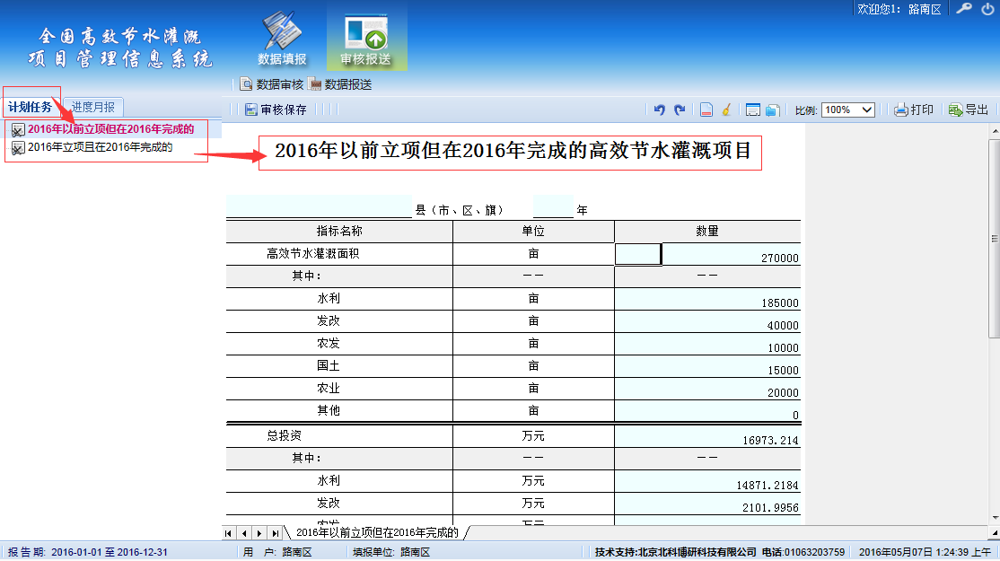 欢迎您1: 路南区
全国高效节水灌溉
项目管理信息系统
数据填报
审核报送
数据审核 数据报送
计划任务 进度月报
审核保存
比例: 100% 打印 导出
2016年以前立项但在2016年完成的
2016年立项且在2016年完成的
2016年以前立项但在2016年完成的高效节水灌溉项目
县（市、区、旗） 年
指标名称 单位 数量
高效节水灌溉面积 亩 270000
其中: —— ——
水利 亩 185000
发改 亩 40000
农发 亩 10000
国土 亩 15000
农业 亩 20000
其他 亩 0
总投资 万元 16973.214
其中: —— ——
水利 万元 14871.2184
发改 万元 2101.9956
2016年以前立项但在2016年完成的
报 告 期: 2016-01-01 至 2016-12-31 用 户: 路南区 填报单位: 路南区 技术支持:北京北科博研科技有限公司 电话:01063203759 2016年05月07日 1:24:39 上午